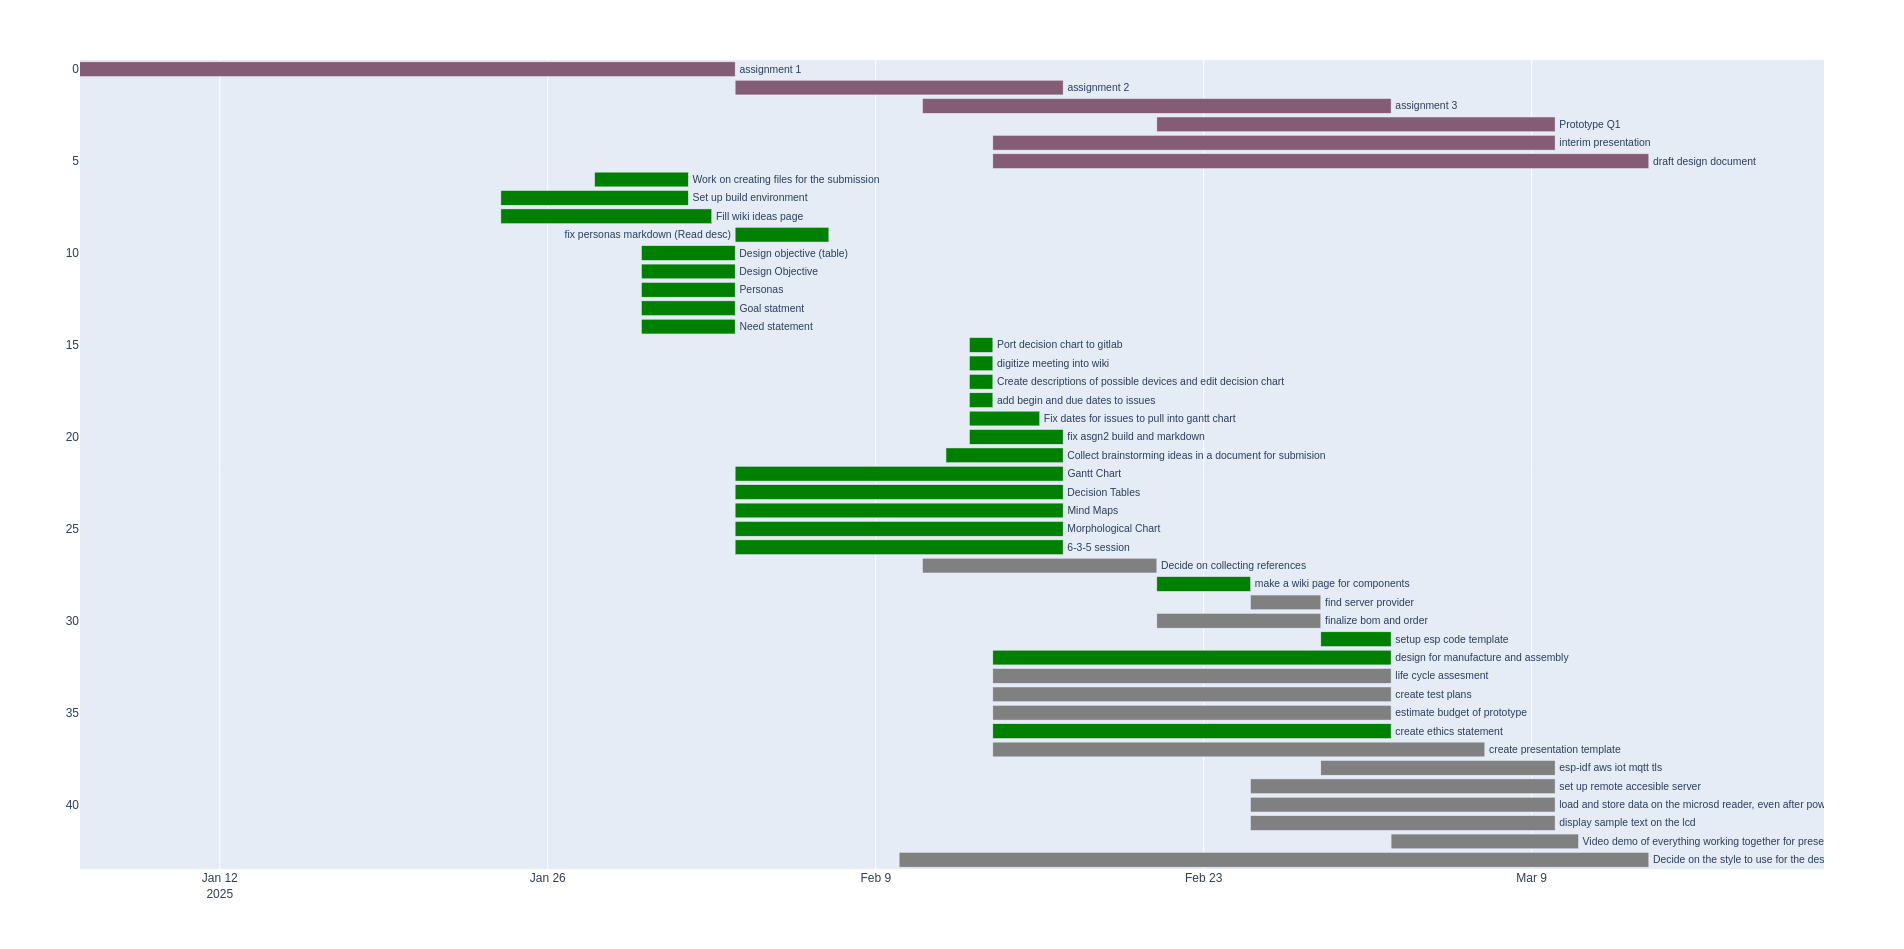 0
assignment 1
assignment 2
assignment 3
Prototype Q1
interim presentation
5
draft design document
Work on creating files for the submission
Set up build environment
Fill wiki ideas page
fix personas markdown (Read desc)
10
Design objective (table)
Design Objective
Personas
Goal statment
Need statement
15
Port decision chart to gitlab
digitize meeting into wiki
Create descriptions of possible devices and edit decision chart
add begin and due dates to issues
Fix dates for issues to pull into gantt chart
20
fix asgn2 build and markdown
Collect brainstorming ideas in a document for submision
Gantt Chart
Decision Tables
Mind Maps
25
Morphological Chart
6-3-5 session
Decide on collecting references
make a wiki page for components
find server provider
30
finalize bom and order
setup esp code template
design for manufacture and assembly
life cycle assesment
create test plans
35
estimate budget of prototype
create ethics statement
create presentation template
esp-idf aws iot mqtt tls
set up remote accesible server
40
load and store data on the microsd reader, even after pow
display sample text on the lcd
Video demo of everything working together for prese
Decide on the style to use for the des
Jan 12
2025
Jan 26
Feb 9
Feb 23
Mar 9